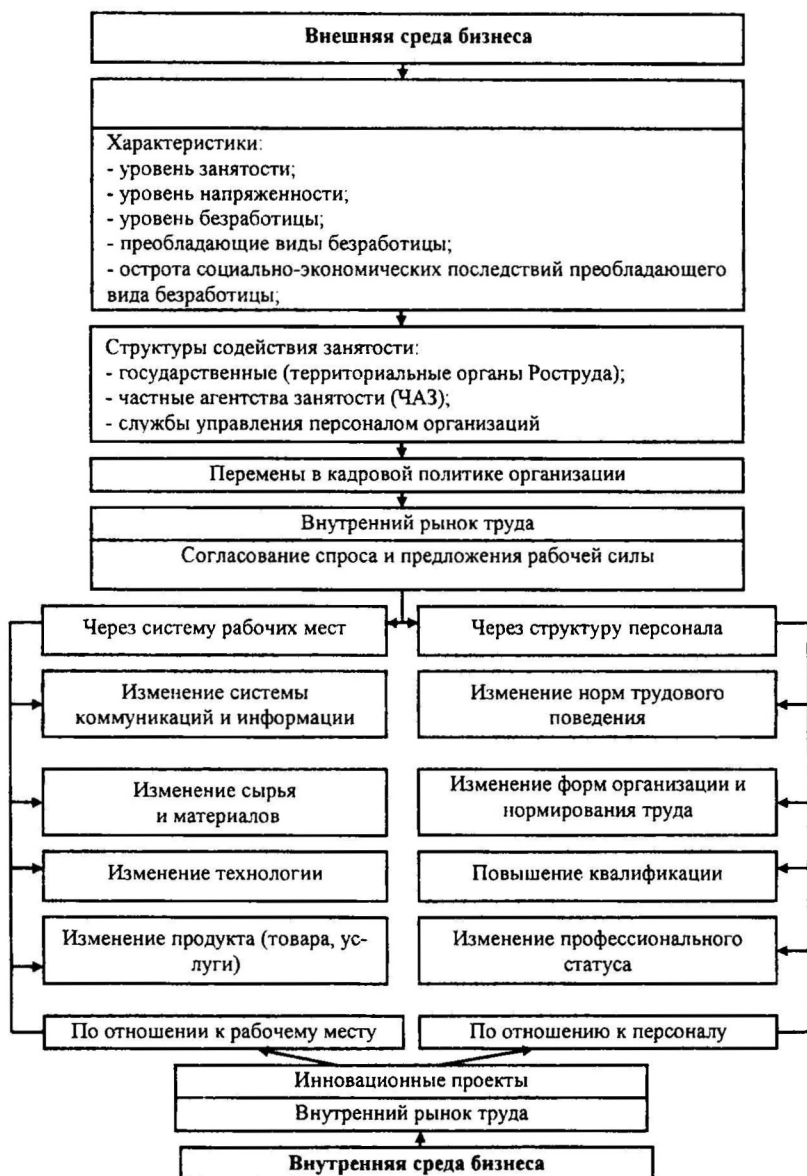 Внешняя среда бизнеса
Характеристики:
- уровень занятости;
- уровень напряженности;
- уровень безработицы;
- преобладающие виды безработицы;
- острота социально-экономических последствий преобладающего
вида безработицы;
Структуры содействия занятости:
- государственные (территориальные органы Роструда);
- частные агентства занятости (ЧАЗ);
- службы управления персоналом организаций
Перемены в кадровой политике организации
Внутренний рынок труда
Согласование спроса и предложения рабочей силы
Через систему рабочих мест
Через структуру персонала
Изменение системы
коммуникаций и информации
Изменение норм трудового
поведения
Изменение сырья
и материалов
Изменение форм организации и
нормирования труда
Изменение технологии
Повышение квалификации
Изменение продукта (товара, ус-
луги)
Изменение профессионального
статуса
По отношении к рабочему месту
По отношению к персоналу
Инновационные проекты
Внутренний рынок труда
Внутренняя среда бизнеса